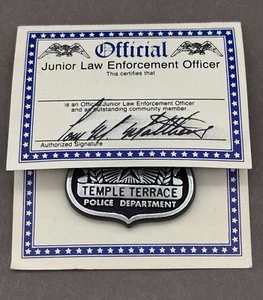 Official
Junior Law Enforcement Officer
This certifies that
is an Official Junior Law Enforcement Officer
and an outstanding community member.
Authorized Signature
TEMPLE TERRACE
POLICE DEPARTMENT